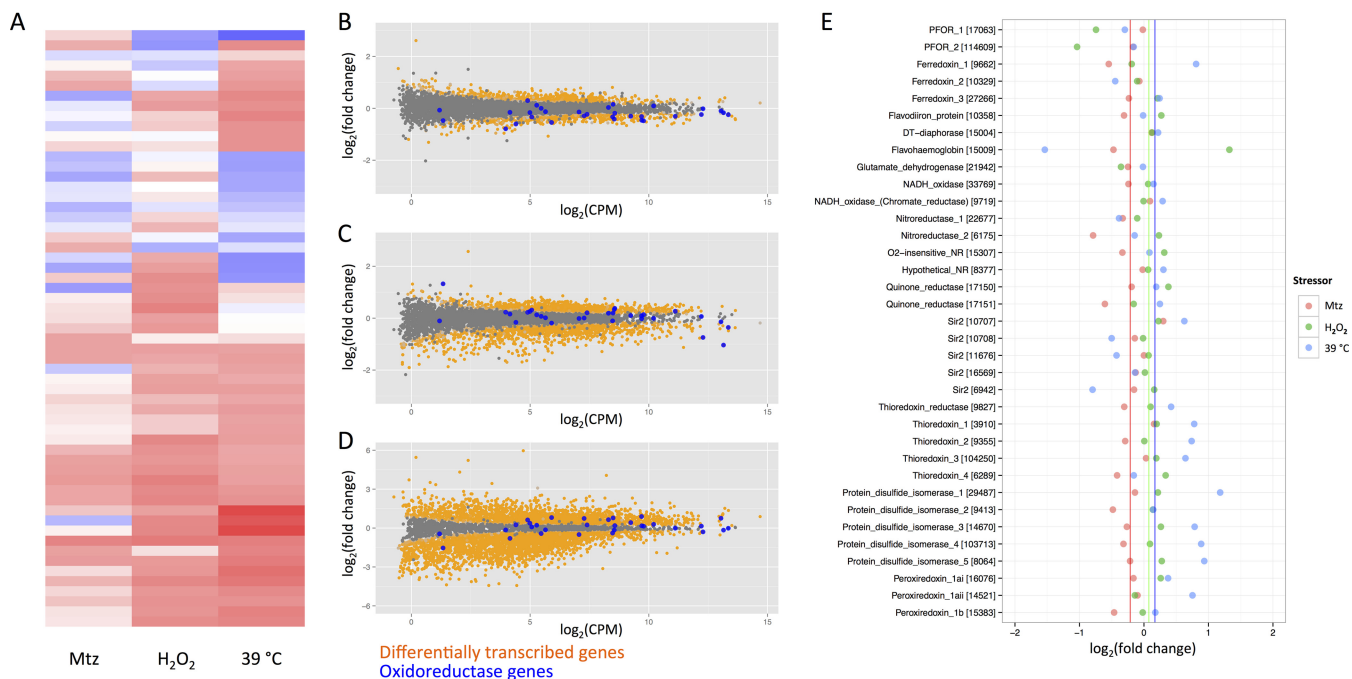 A
Mtz H₂O₂ 39 °C
B
log₂(fold change)
2
0
−2
0 5 10 15
log₂(CPM)
C
log₂(fold change)
2
0
−2
0 5 10 15
log₂(CPM)
D
log₂(fold change)
6
3
0
−3
−6
0 5 10 15
log₂(CPM)
Differentially transcribed genes
Oxidoreductase genes
E
PFOR_1 [17063]
PFOR_2 [114609]
Ferredoxin_1 [9662]
Ferredoxin_2 [10329]
Ferredoxin_3 [27266]
Flavodiiron_protein [10358]
DT−diaphorase [15004]
Flavohaemoglobin [15009]
Glutamate_dehydrogenase [21942]
NADH_oxidase [33769]
NADH_oxidase_(Chromate_reductase) [9719]
Nitroreductase_1 [22677]
Nitroreductase_2 [6175]
O2−insensitive_NR [15307]
Hypothetical_NR [8377]
Quinone_reductase [17150]
Quinone_reductase [17151]
Sir2 [10707]
Sir2 [10708]
Sir2 [11676]
Sir2 [16569]
Sir2 [6942]
Thioredoxin_reductase [9827]
Thioredoxin_1 [3910]
Thioredoxin_2 [9355]
Thioredoxin_3 [104250]
Thioredoxin_4 [6289]
Protein_disulfide_isomerase_1 [29487]
Protein_disulfide_isomerase_2 [9413]
Protein_disulfide_isomerase_3 [14670]
Protein_disulfide_isomerase_4 [103713]
Protein_disulfide_isomerase_5 [8064]
Peroxiredoxin_1ai [16076]
Peroxiredoxin_1aii [14521]
Peroxiredoxin_1b [15383]
−2 −1 0 1 2
log₂(fold change)
Stressor
Mtz
H₂O₂
39 °C